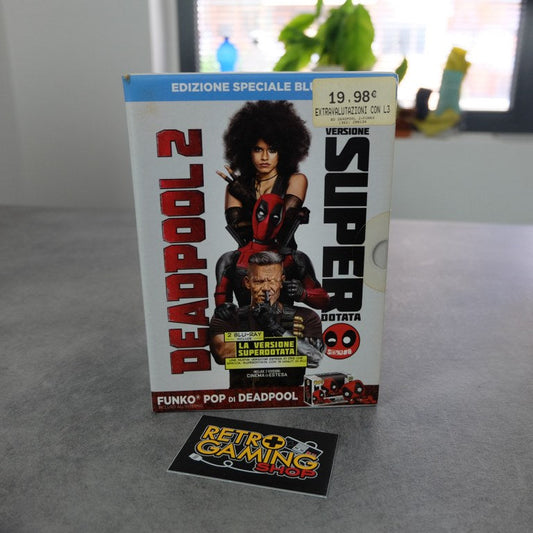 EDIZIONE SPECIALE BLU
19.98€
EXTRAVALUTAZIONI CON L3
DEADPOOL 2
VERSIONE
SUPER
DOTATA
2 BLU-RAY
LA VERSIONE
SUPERDOTATA
CINEMA ED ESTESA
FUNKO® POP DI DEADPOOL
RETRO
GAMING
SHOP